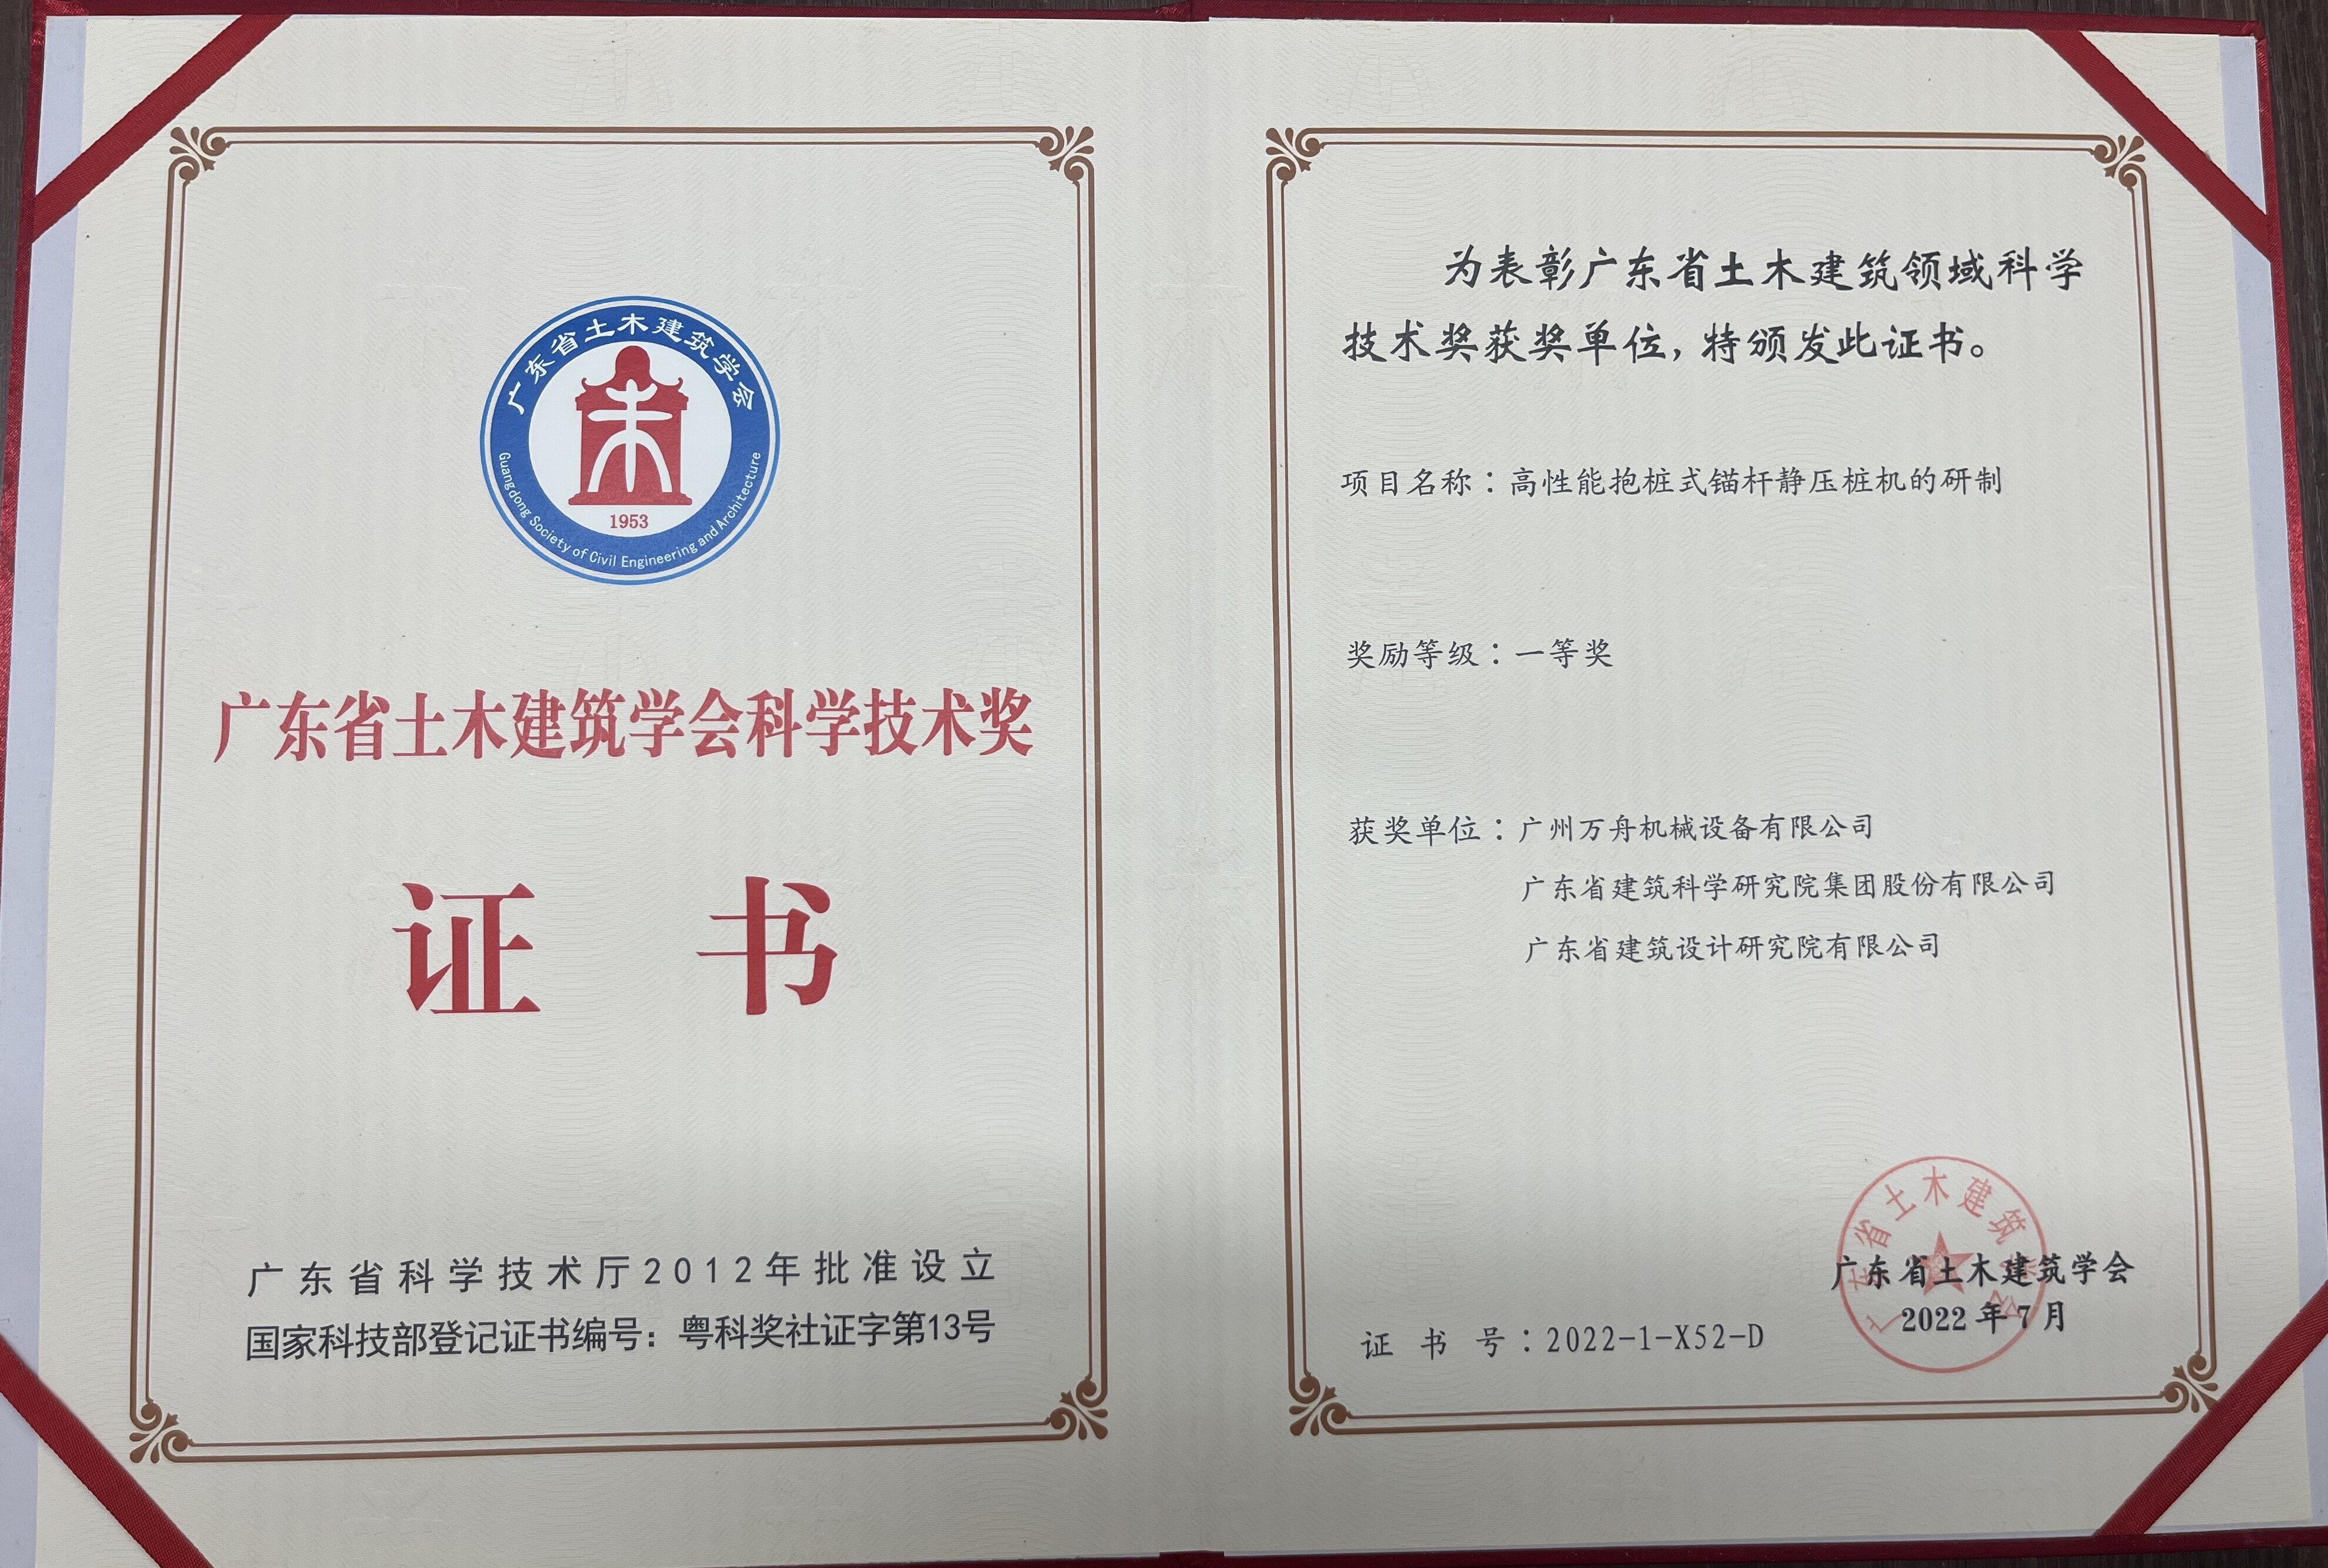 广东省土木建筑学会
1953
Guangdong Society of Civil Engineering and Architecture
广东省土木建筑学会科学技术奖
证 书
广东省科学技术厅2012年批准设立
国家科技部登记证书编号：粤科奖社证字第13号
为表彰广东省土木建筑领域科学
技术奖获奖单位，特颁发此证书。
项目名称：高性能抱桩式锚杆静压桩机的研制
奖励等级：一等奖
获奖单位：广州万舟机械设备有限公司
广东省建筑科学研究院集团股份有限公司
广东省建筑设计研究院有限公司
广东省土木建筑学会
广东省土木建筑学会
2022年7月
证 书 号：2022-1-X52-D